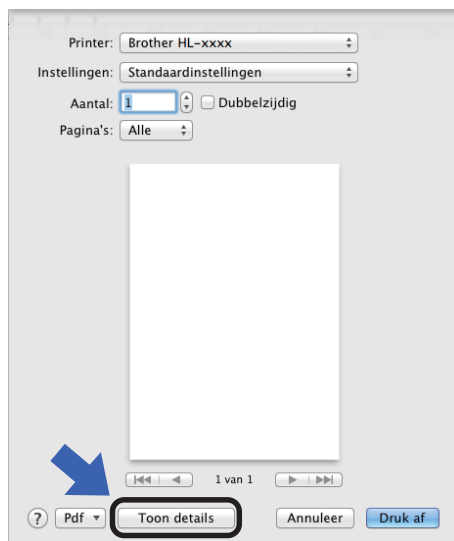 Printer: Brother HL-xxxx
Instellingen: Standaardinstellingen
Aantal: 1 Dubbelzijdig
Pagina's: Alle
1 van 1
? Pdf Toon details Annuleer Druk af